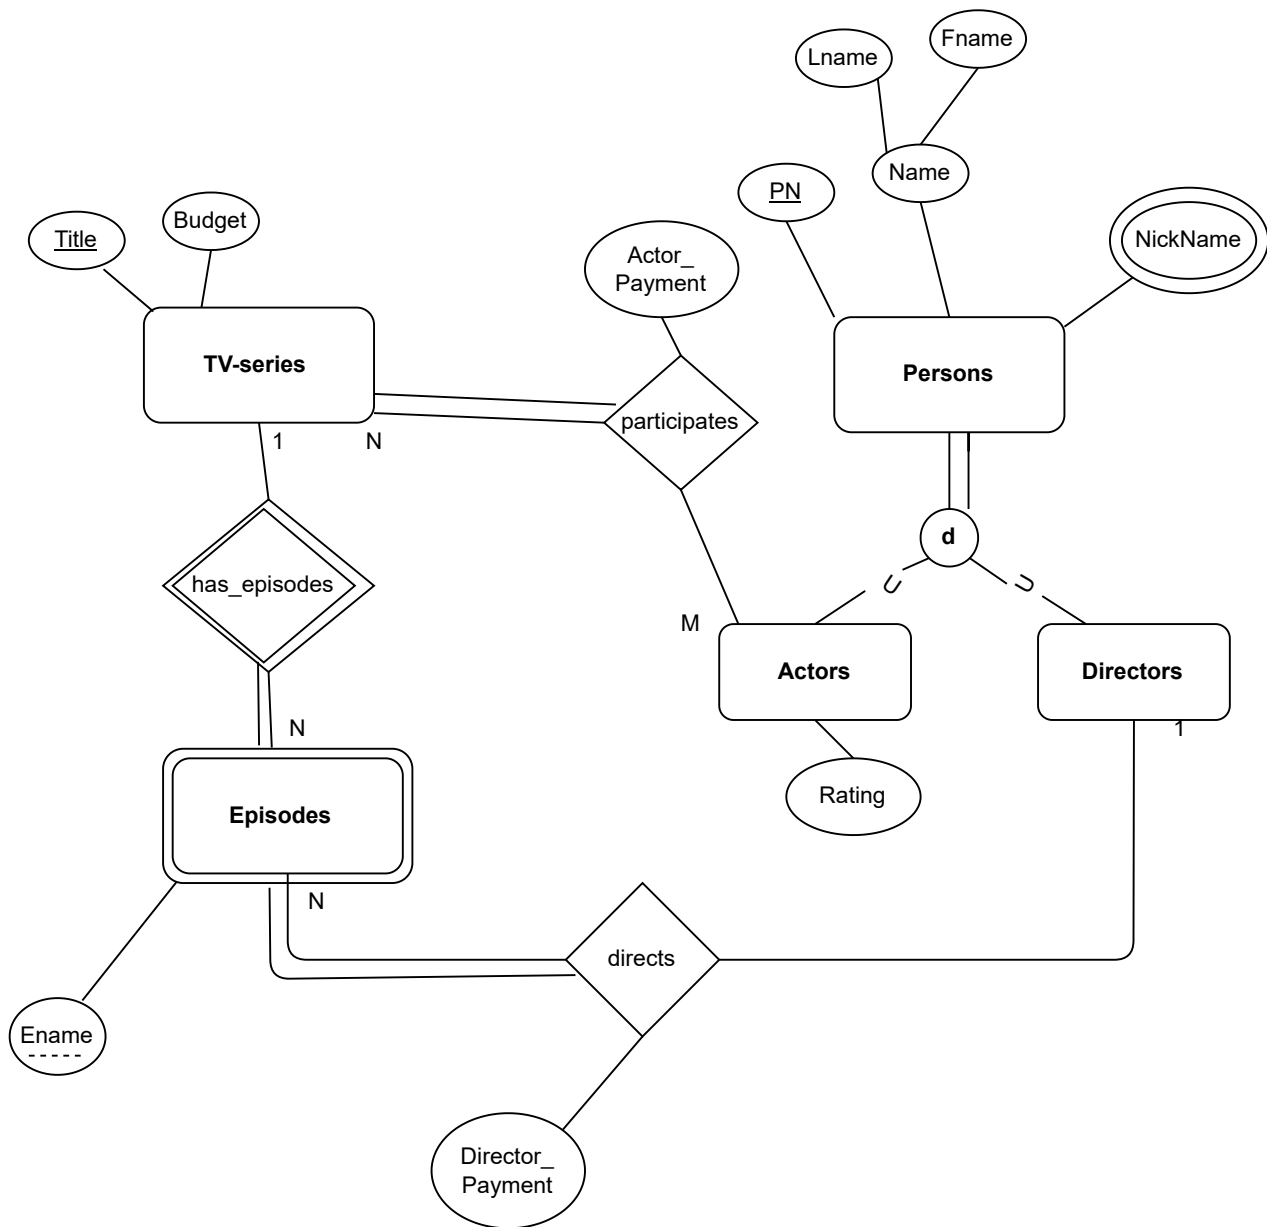 Fname
Lname
Name
PN
NickName
Budget
Title
Actor_
Payment
TV-series
Persons
participates
1
N
d
has_episodes
M
Actors
Directors
N
1
Rating
Episodes
N
directs
Ename
Director_
Payment